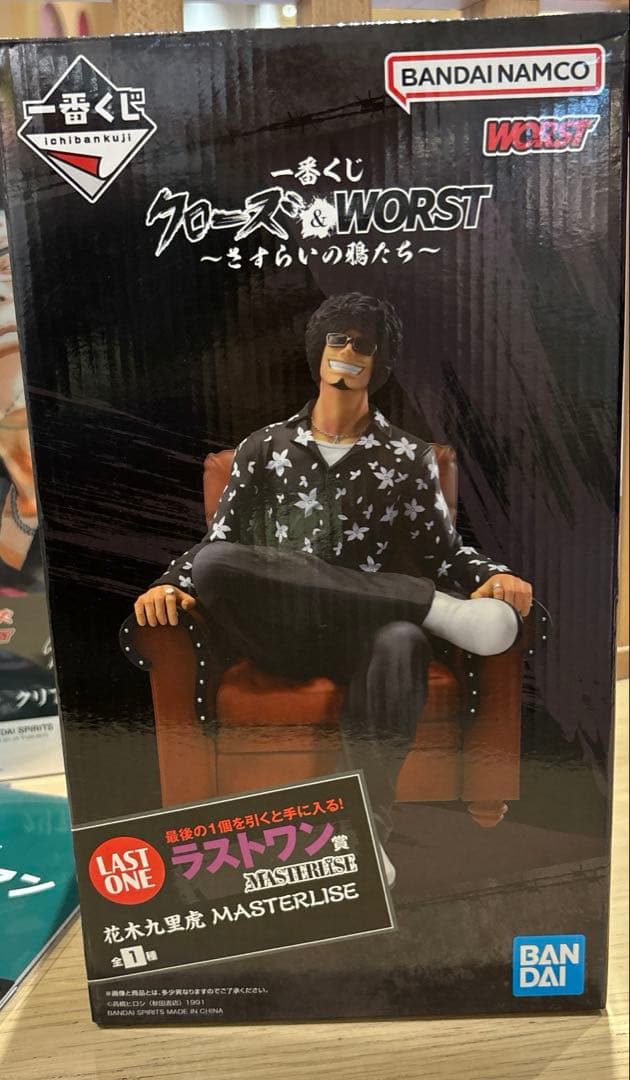 一番くじ
ichibankuji
BANDAI NAMCO
WORST
一番くじ
クローズ&WORST
～さすらいの鴉たち～
最後の1個を引くと手に入る!
LAST ONE
ラストワン賞
MASTERLISE
花木九里虎 MASTERLISE
全1種
BANDAI
※画像と商品とは、多少異なりますのでご了承ください。
©高橋ヒロシ（秋田書店）1991
BANDAI SPIRITS MADE IN CHINA
クリア
DAI SPIRITS